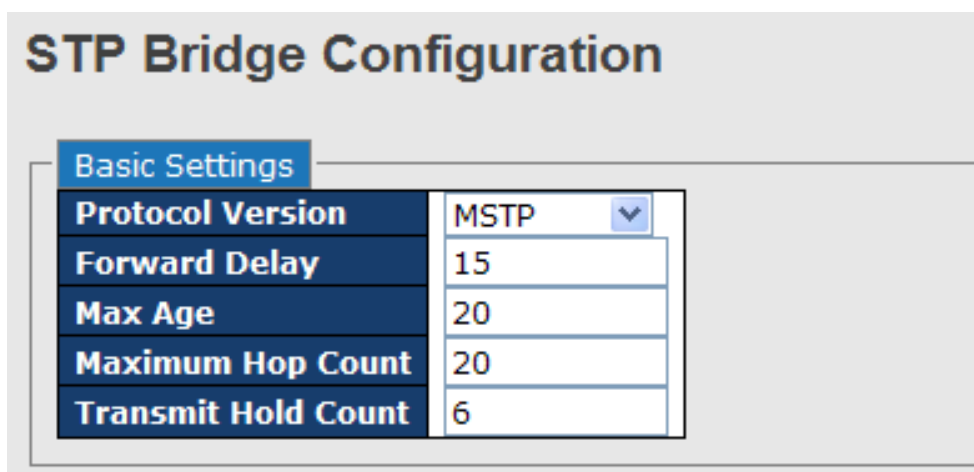 STP Bridge Configuration
Basic Settings
Protocol Version MSTP
Forward Delay 15
Max Age 20
Maximum Hop Count 20
Transmit Hold Count 6